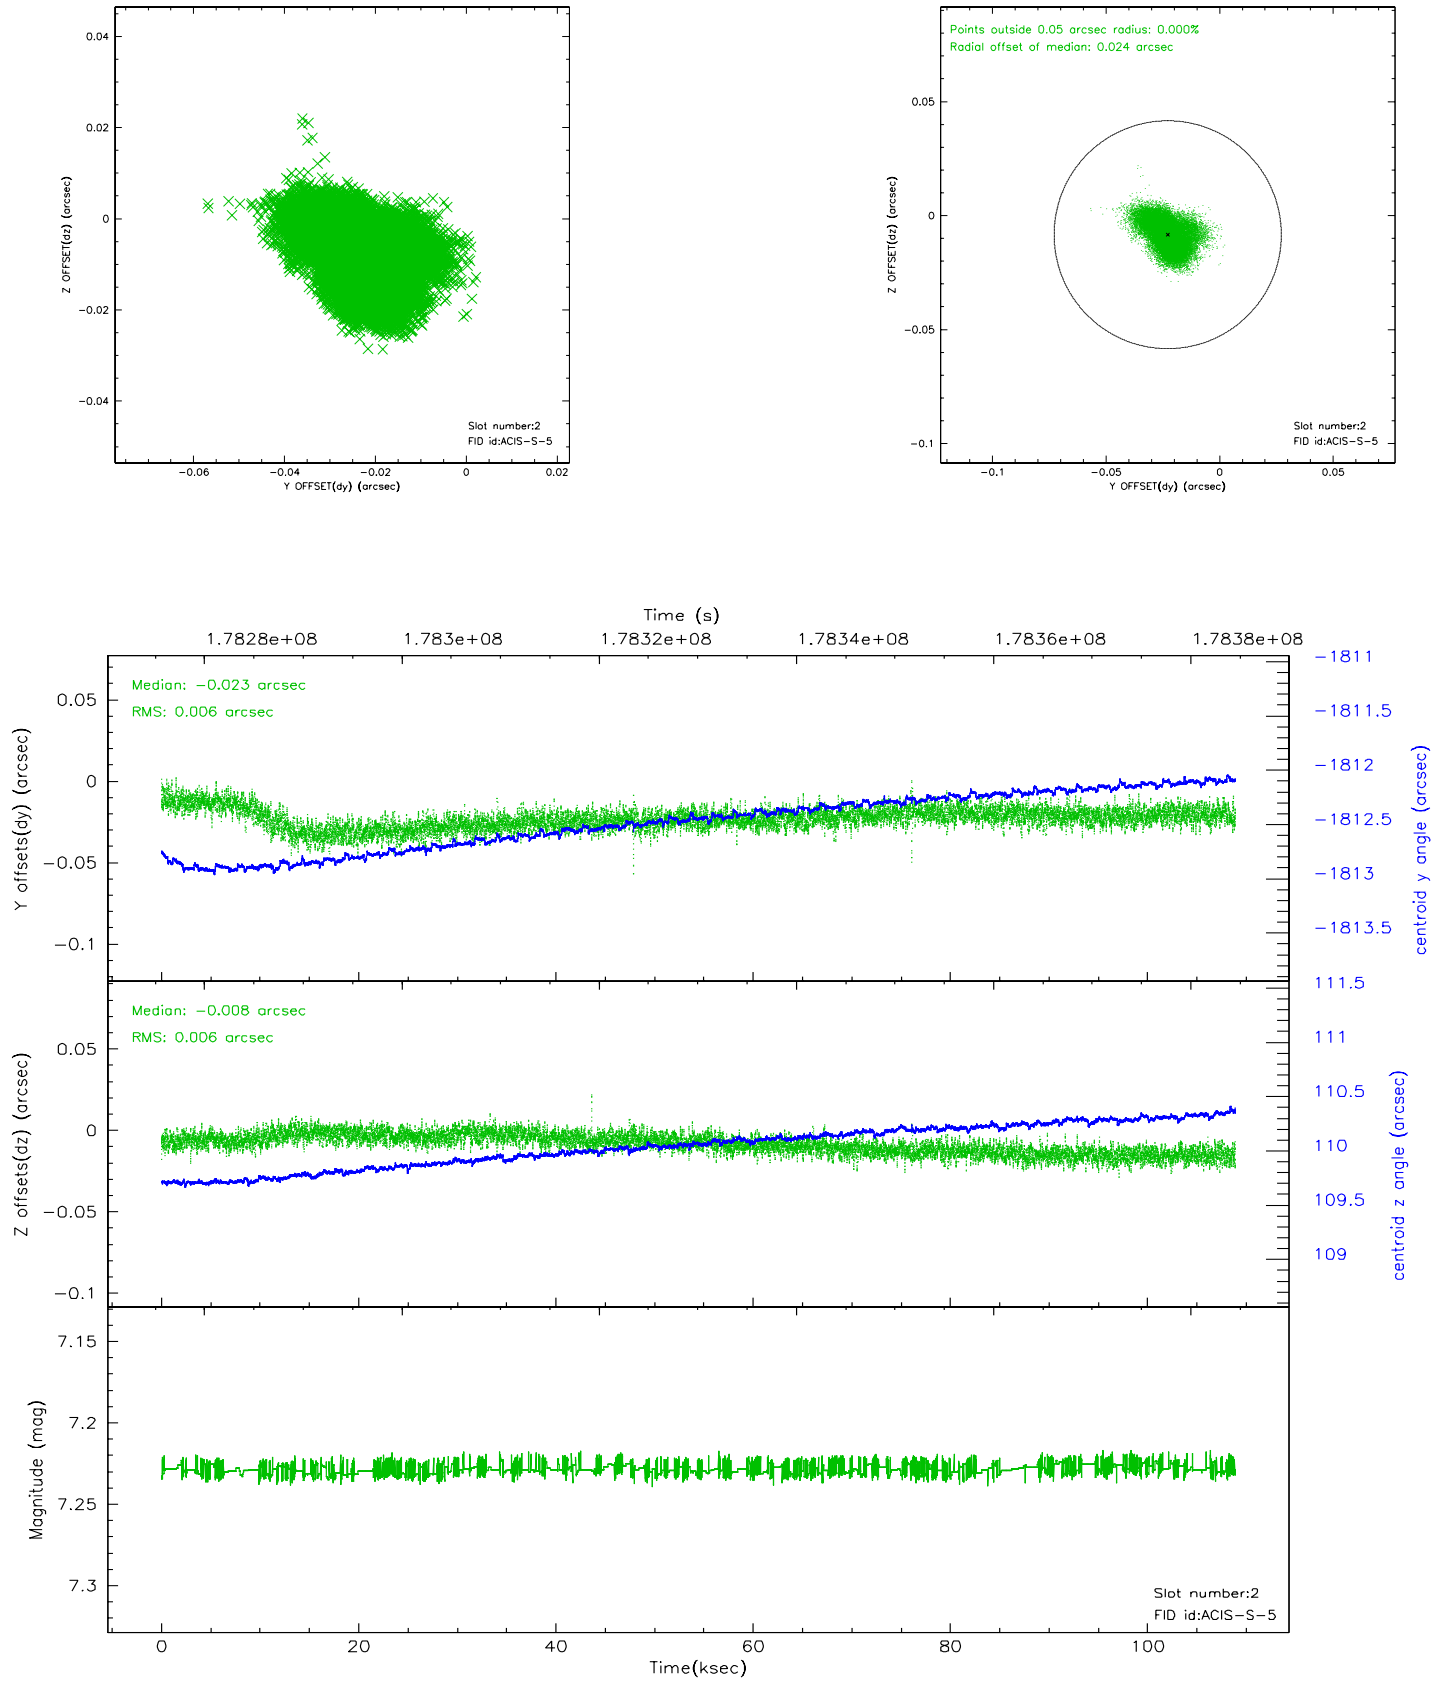 0.04
0.02
0
−0.02
−0.04
Z OFFSET(dz) (arcsec)
Slot number:2
FID id:ACIS−S−5
−0.06 −0.04 −0.02 0 0.02
Y OFFSET(dy) (arcsec)
Points outside 0.05 arcsec radius: 0.000%
Radial offset of median: 0.024 arcsec
0.05
0
−0.05
−0.1
Z OFFSET(dz) (arcsec)
Slot number:2
FID id:ACIS−S−5
−0.1 −0.05 0 0.05
Y OFFSET(dy) (arcsec)
Time (s)
1.7828e+08 1.783e+08 1.7832e+08 1.7834e+08 1.7836e+08 1.7838e+08
Median: −0.023 arcsec
RMS: 0.006 arcsec
0.05
0
−0.05
−0.1
Y offsets(dy) (arcsec)
−1811
−1811.5
−1812
−1812.5
−1813
−1813.5
centroid y angle (arcsec)
Median: −0.008 arcsec
RMS: 0.006 arcsec
0.05
0
−0.05
−0.1
Z offsets(dz) (arcsec)
111.5
111
110.5
110
109.5
109
centroid z angle (arcsec)
7.15
7.2
7.25
7.3
Magnitude (mag)
Slot number:2
FID id:ACIS−S−5
0 20 40 60 80 100
Time(ksec)